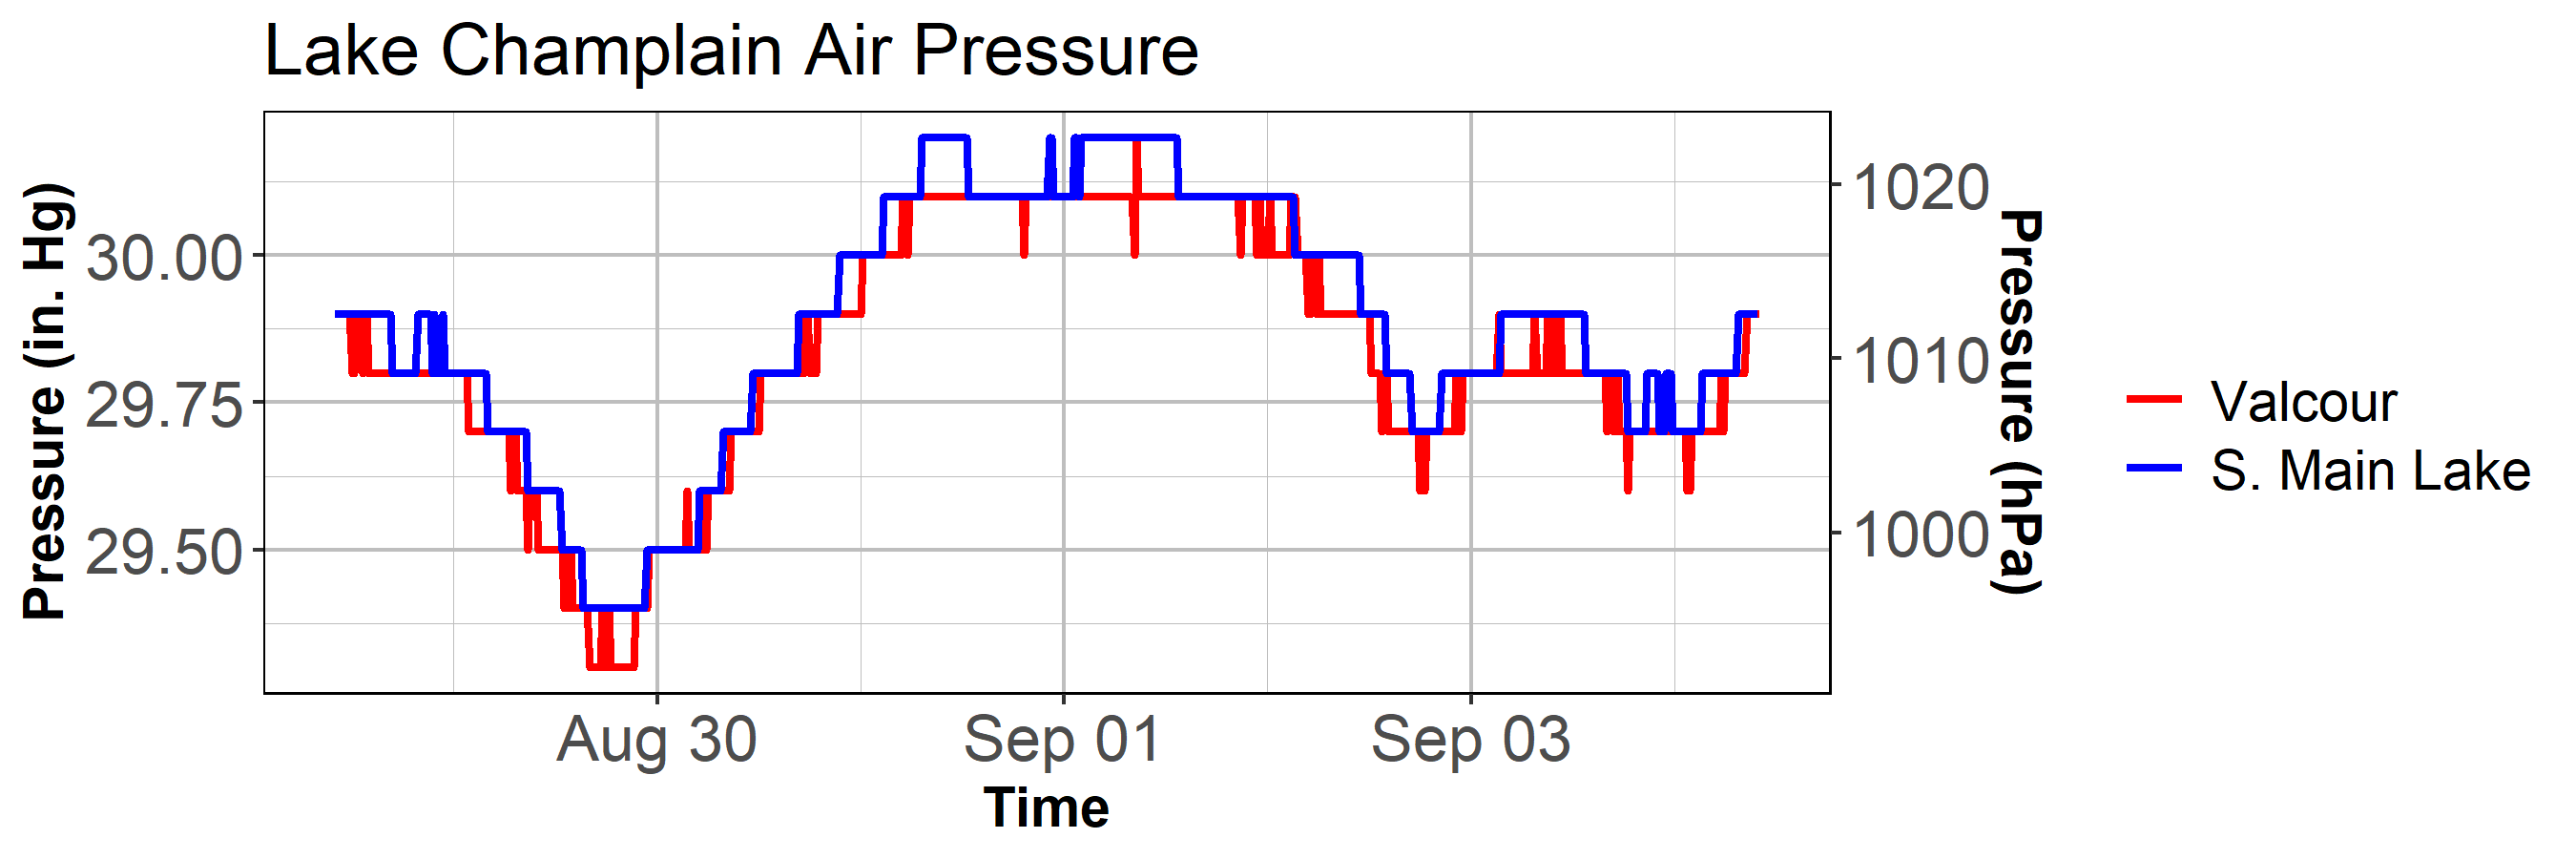 Lake Champlain Air Pressure
Pressure (in. Hg)
30.00
29.75
29.50
1020
1010
1000
Pressure (hPa)
Aug 30
Sep 01
Sep 03
Time
Valcour
S. Main Lake